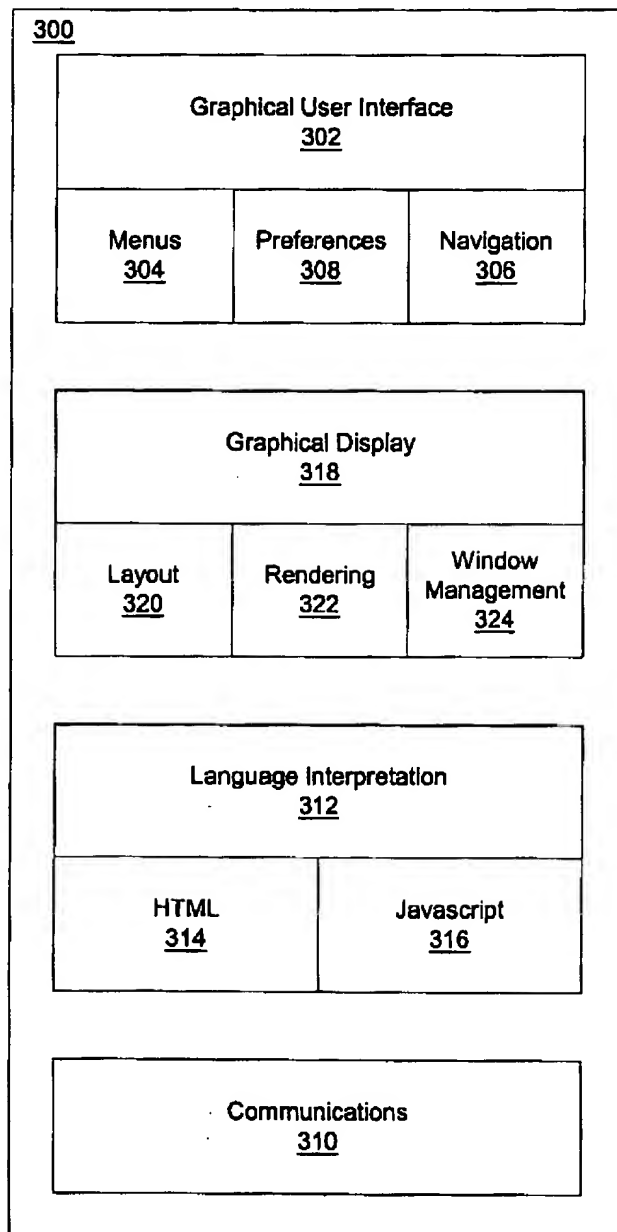 300
Graphical User Interface
302
Menus
304
Preferences
308
Navigation
306
Graphical Display
318
Layout
320
Rendering
322
Window
Management
324
Language Interpretation
312
HTML
314
Javascript
316
Communications
310